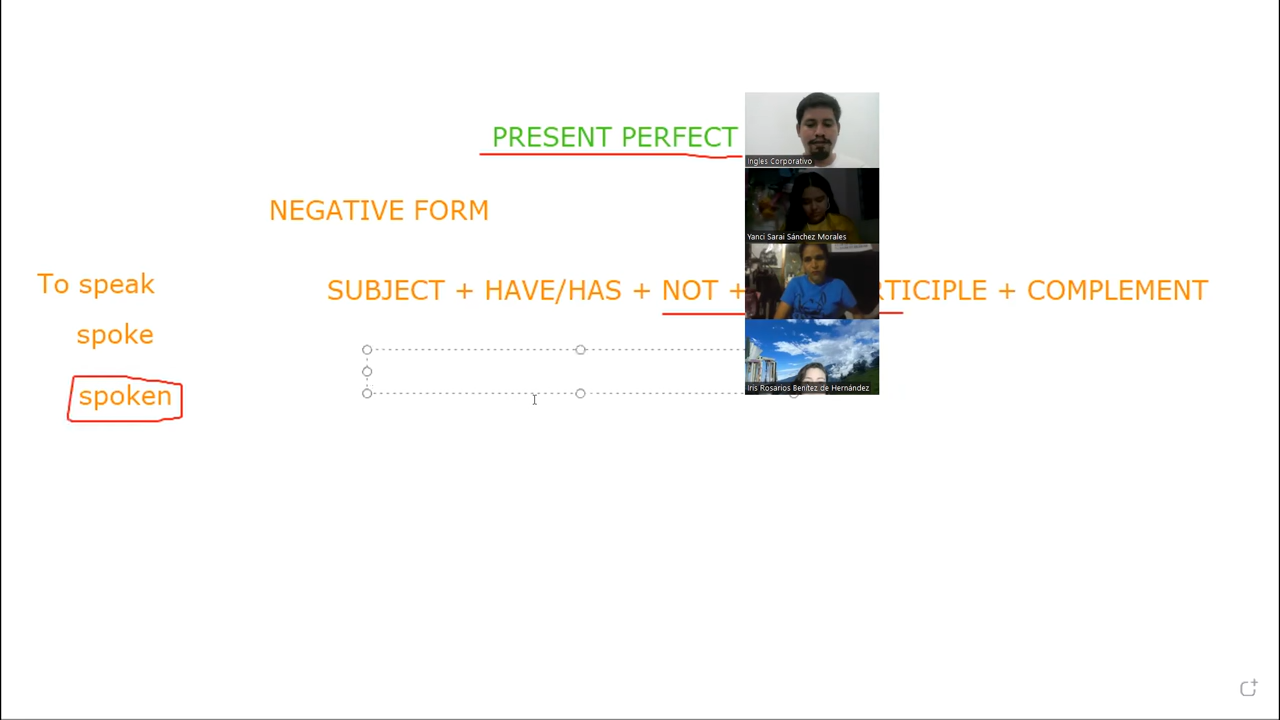 PRESENT PERFECT
Ingles Corporativo
NEGATIVE FORM
Yanci Sarai Sánchez Morales
To speak
SUBJECT + HAVE/HAS + NOT + RTICIPLE + COMPLEMENT
spoke
Iris Rosarios Benítez de Hernández
spoken